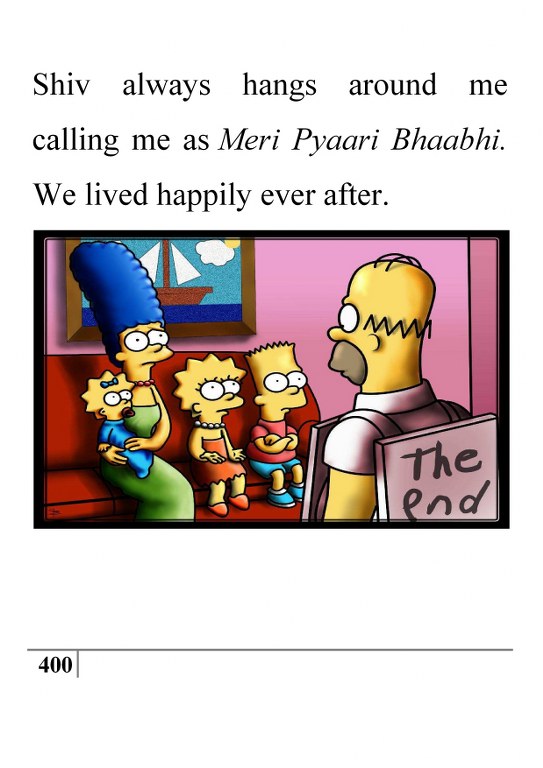 Shiv always hangs around me
calling me as Meri Pyaari Bhaabhi.
We lived happily ever after.
The
end
400